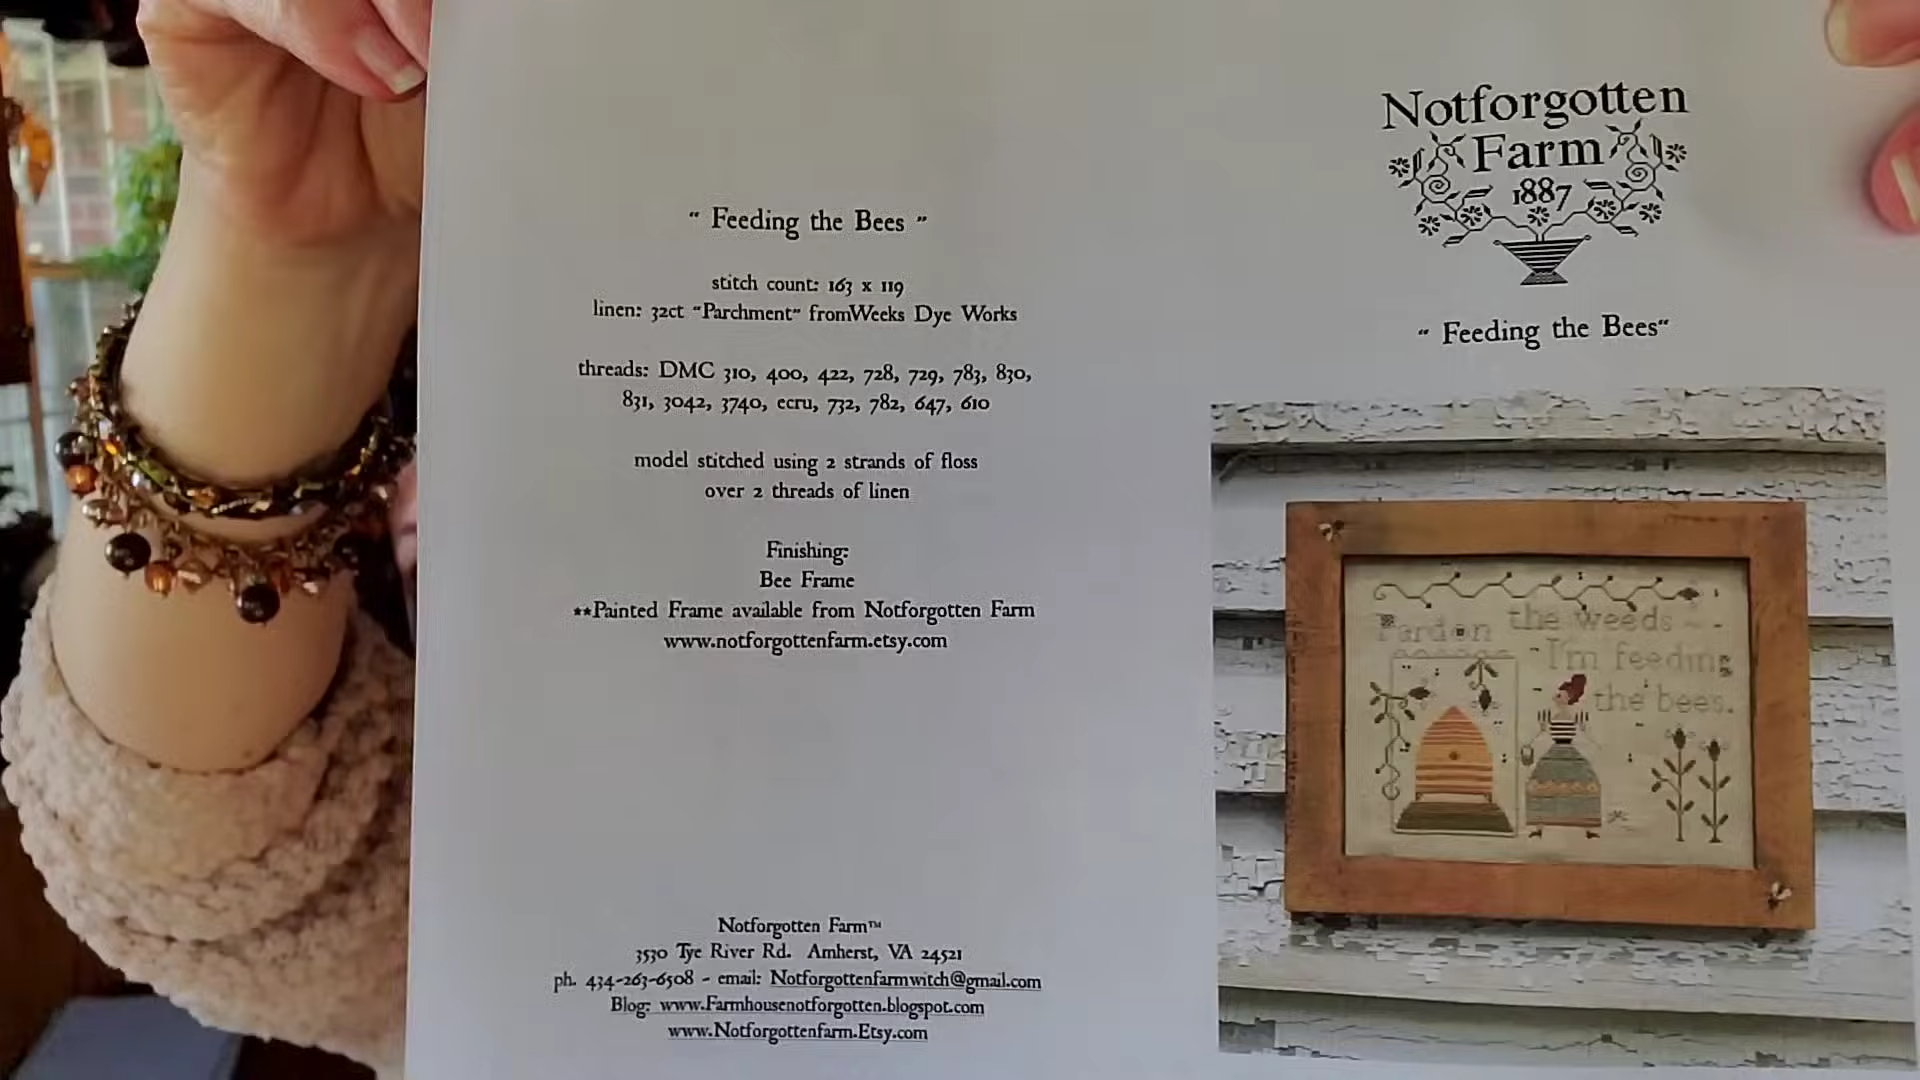 “ Feeding the Bees ”
stitch count: 163 x 119
linen: 32ct “Parchment” fromWeeks Dye Works
threads: DMC 310, 400, 422, 728, 729, 783, 830,
831, 3042, 3740, ecru, 732, 782, 647, 610
model stitched using 2 strands of floss
over 2 threads of linen
Finishing:
Bee Frame
**Painted Frame available from Notforgotten Farm
www.notforgottenfarm.etsy.com
Notforgotten Farm™
3530 Tye River Rd. Amherst, VA 24521
ph. 434-263-6508 - email: Notforgottenfarmwitch@gmail.com
Blog: www.Farmhousenotforgotten.blogspot.com
www.Notforgottenfarm.Etsy.com
Notforgotten
Farm
1887
“ Feeding the Bees“
Pardon the weeds
I'm feeding
the bees.